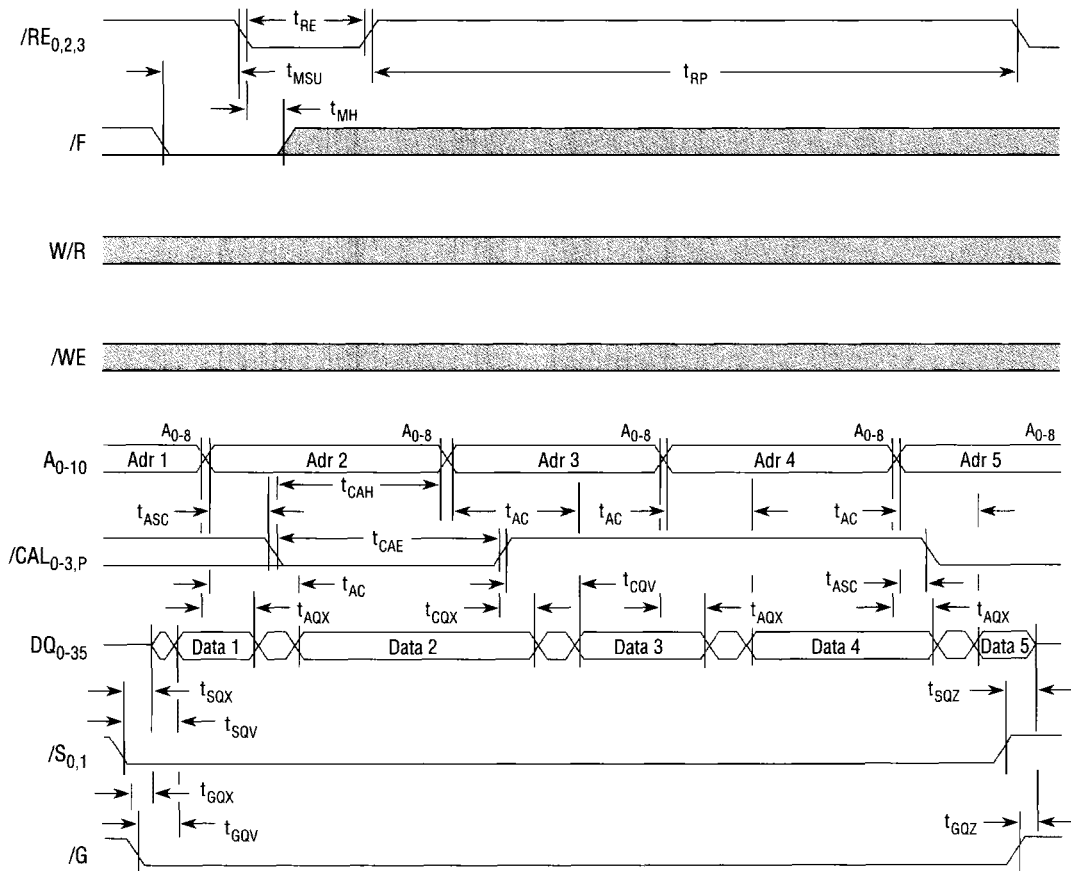 /RE0,2,3
tRE
tMSU
tRP
tMH
/F
W/R
/WE
A0-8 A0-8 A0-8 A0-8 A0-8
A0-10 Adr 1 Adr 2 Adr 3 Adr 4 Adr 5
tCAH
tASC tAC tAC tAC
tCAE
/CAL0-3,P
tAC tCQV tASC
tAQX tCQX tAQX tAQX
DQ0-35 Data 1 Data 2 Data 3 Data 4 Data 5
tSQX tSQZ
tSQV
/S0,1
tGQX
tGQV tGQZ
/G